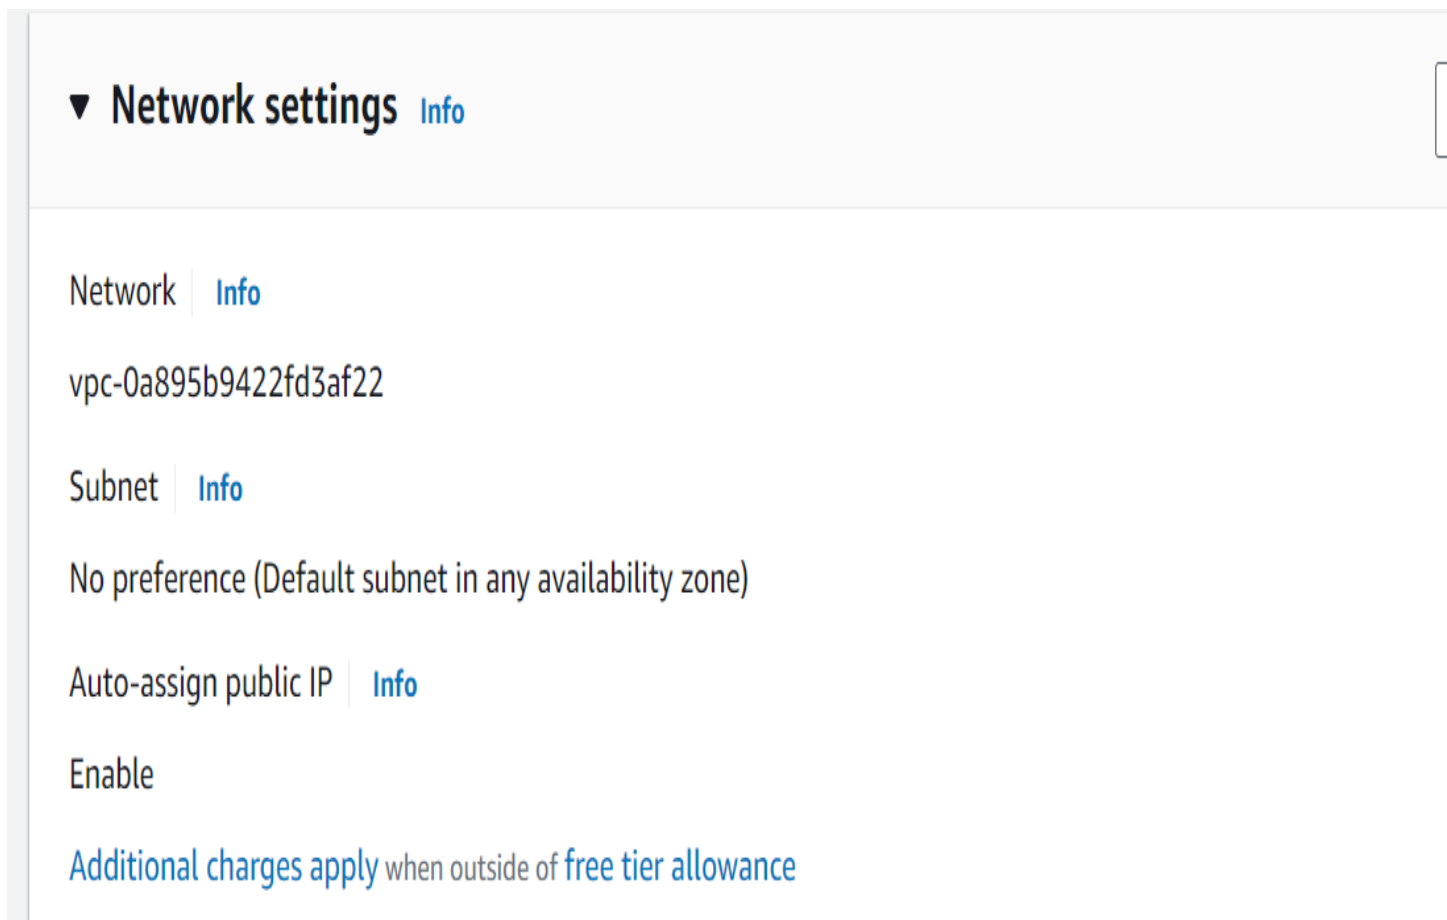 ▼ Network settings Info
Network Info
vpc-0a895b9422fd3af22
Subnet Info
No preference (Default subnet in any availability zone)
Auto-assign public IP Info
Enable
Additional charges apply when outside of free tier allowance